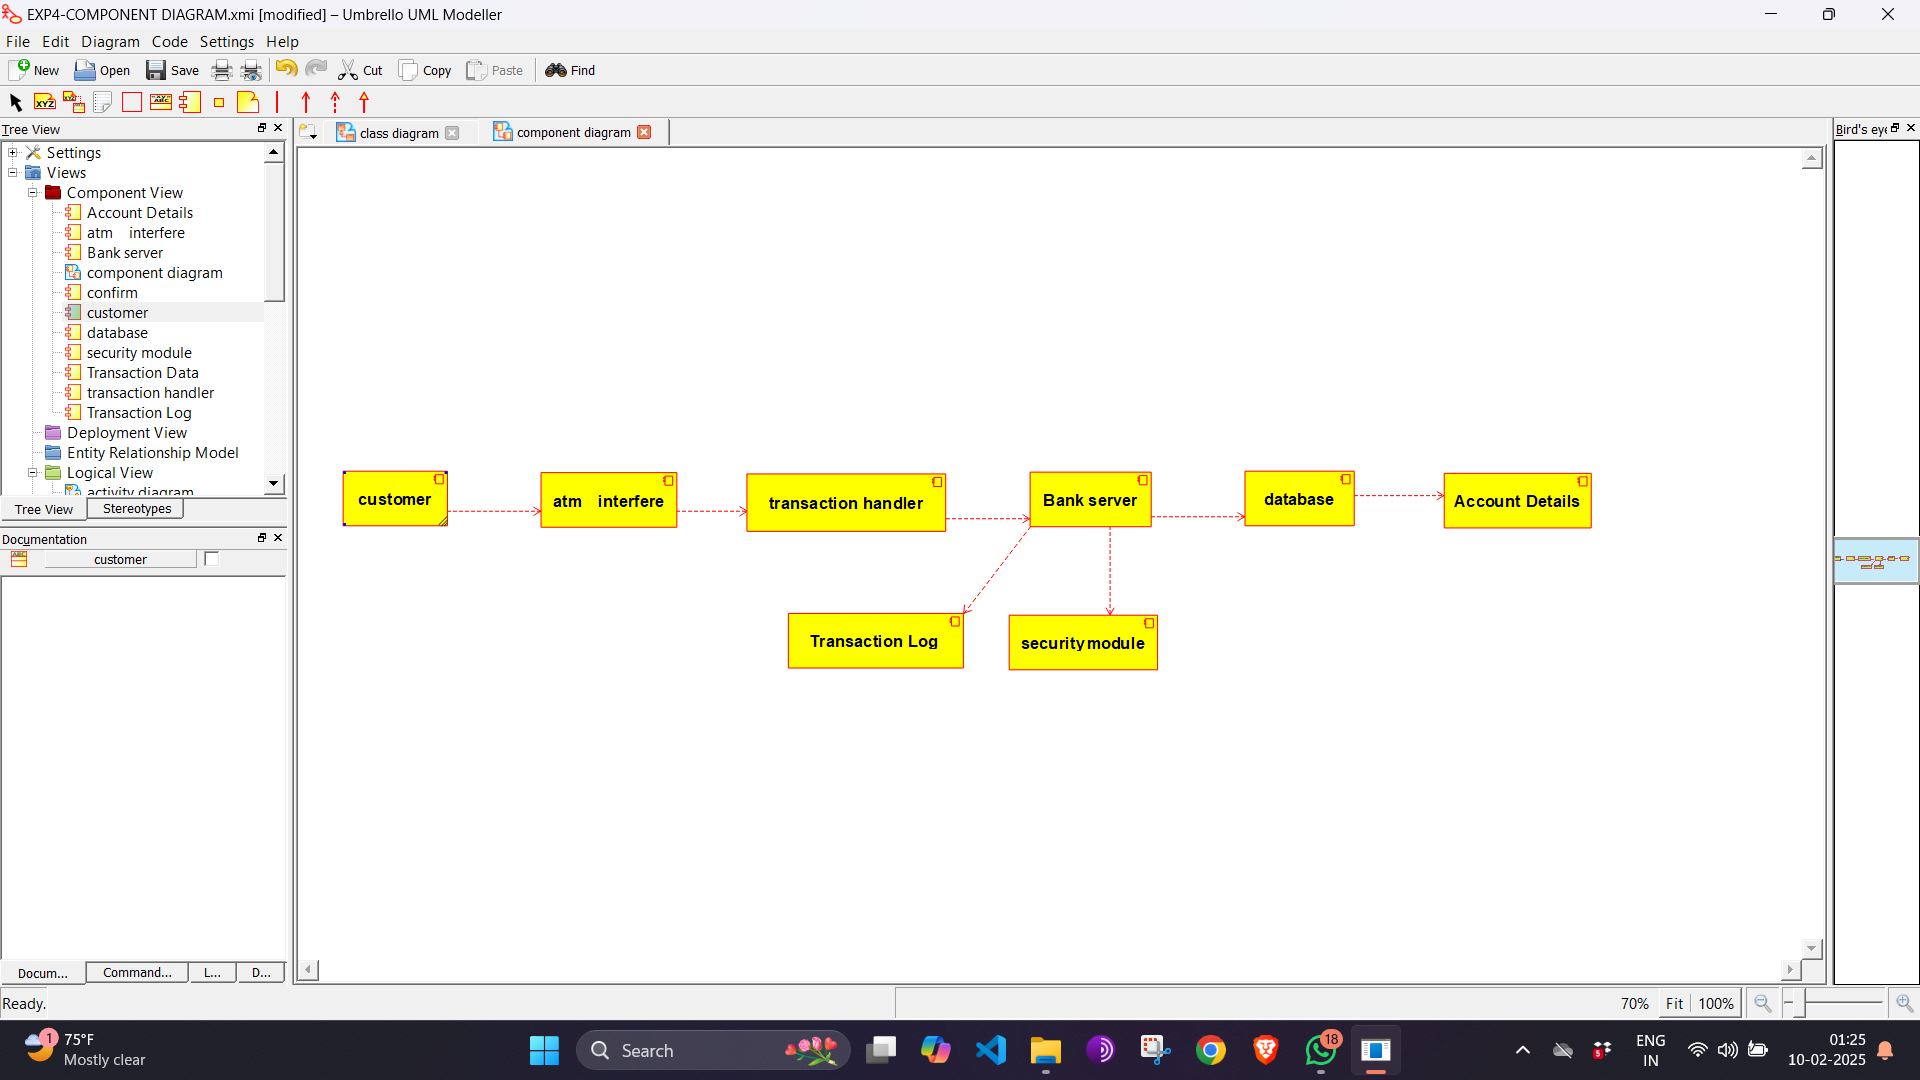 EXP4-COMPONENT DIAGRAM.xmi [modified] – Umbrello UML Modeller
File Edit Diagram Code Settings Help
New Open Save Cut Copy Paste Find
XYZ XYZ ABC
Tree View
class diagram component diagram
Bird's eye
Settings
Views
Component View
Account Details
atm interfere
Bank server
component diagram
confirm
customer
database
security module
Transaction Data
transaction handler
Transaction Log
Deployment View
Entity Relationship Model
Logical View
activity diagram
Tree View Stereotypes
Documentation
customer
customer
atm interfere
transaction handler
Bank server
database
Account Details
Transaction Log
security module
Docum... Command... L... D...
Ready.
70% Fit 100%
1
75°F
Mostly clear
Search
18
5
ENG
IN
01:25
10-02-2025